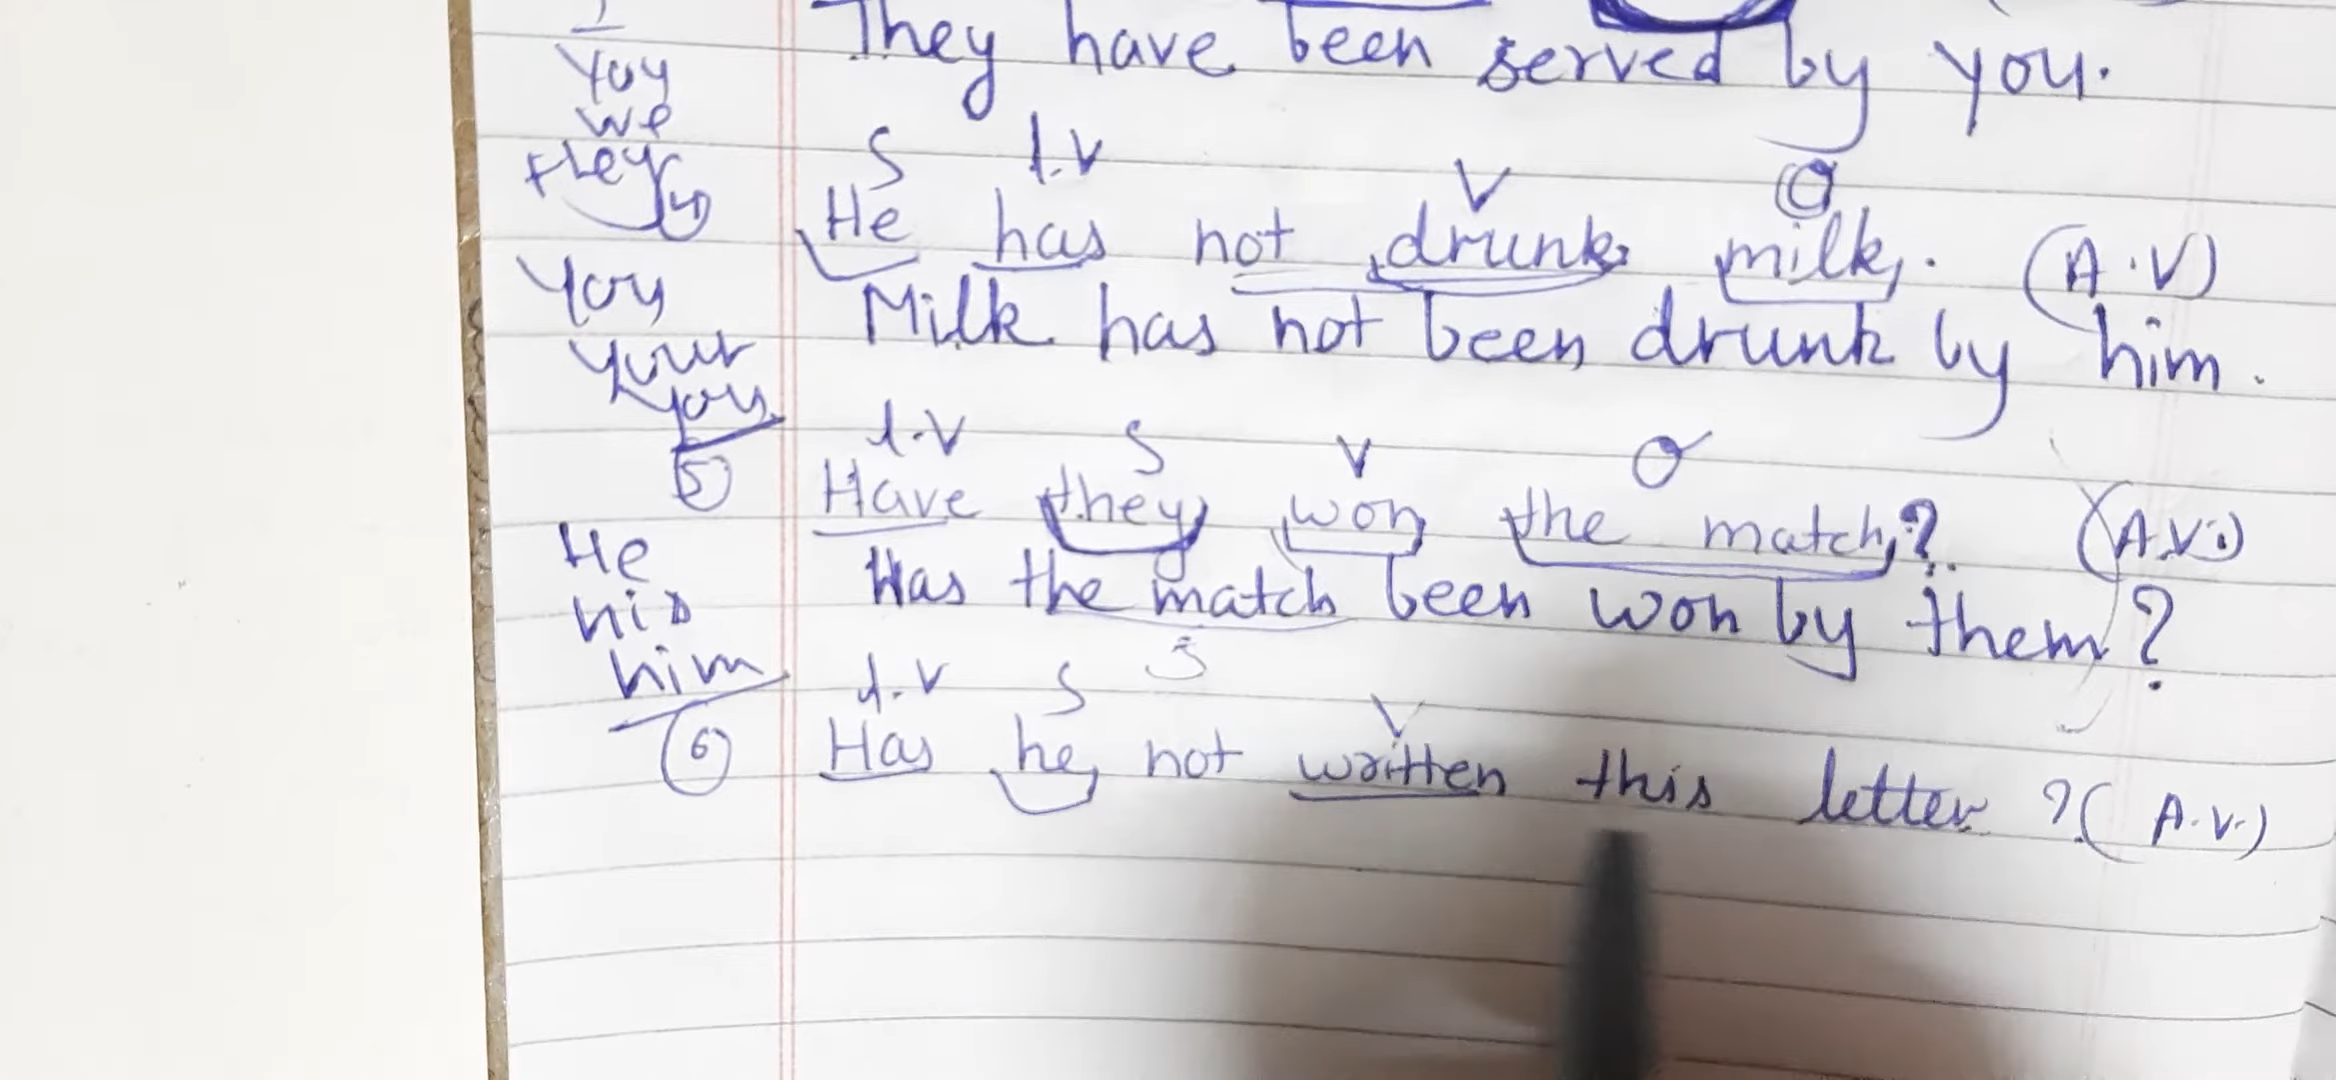 They have been served by you.
You
we
they
S I.V V O
4 He has not drunk milk. (A.V)
Milk has not been drunk by him.
You
your
you
I.V S V O
5 Have they won the match? (A.V.)
Has the match been won by them?
S
He
his
him
I.V S V
6 Has he not written this letter ? (A.V.)